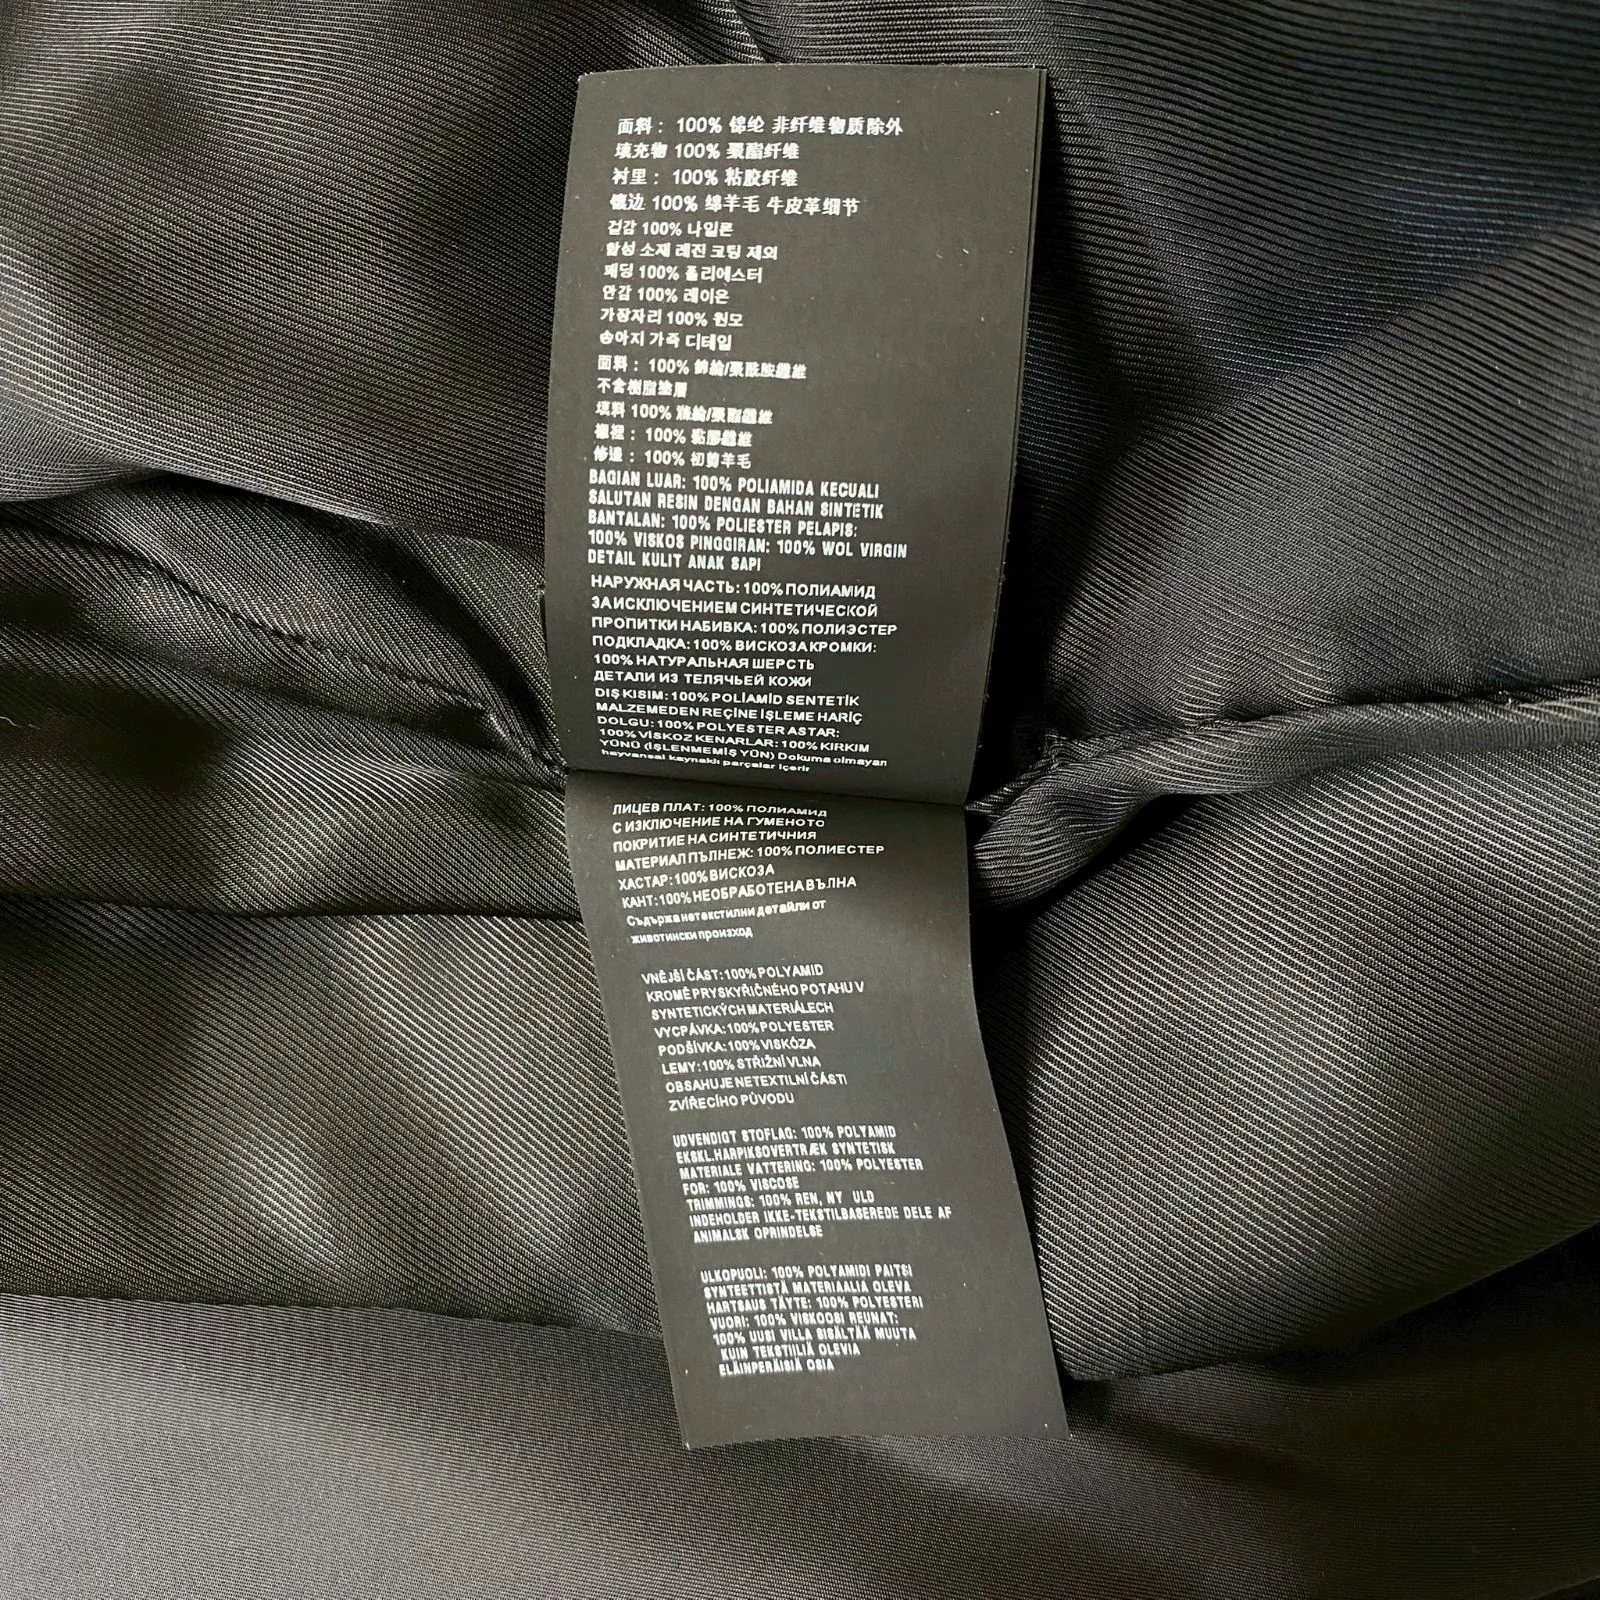 面料： 100% 锦纶 非纤维物质除外
填充物 100% 聚酯纤维
衬里： 100% 粘胶纤维
镶边 100% 绵羊毛 牛皮革细节
겉감 100% 나일론
합성 소재 레진 코팅 제외
패딩 100% 폴리에스터
안감 100% 레이온
가장자리 100% 원모
송아지 가죽 디테일
面料： 100% 錦綸/聚酰胺纖維
不含樹脂塗層
填料 100% 滌綸/聚酯纖維
襯裡： 100% 黏膠纖維
修邊： 100% 初剪羊毛
BAGIAN LUAR: 100% POLIAMIDA KECUALI
SALUTAN RESIN DENGAN BAHAN SINTETIK
BANTALAN: 100% POLIESTER PELAPIS:
100% VISKOS PINGGIRAN: 100% WOL VIRGIN
DETAIL KULIT ANAK SAPI
НАРУЖНАЯ ЧАСТЬ: 100% ПОЛИАМИД
ЗА ИСКЛЮЧЕНИЕМ СИНТЕТИЧЕСКОЙ
ПРОПИТКИ НАБИВКА: 100% ПОЛИЭСТЕР
ПОДКЛАДКА: 100% ВИСКОЗА КРОМКИ:
100% НАТУРАЛЬНАЯ ШЕРСТЬ
ДЕТАЛИ ИЗ ТЕЛЯЧЬЕЙ КОЖИ
DIŞ KISIM: 100% POLİAMİD SENTETİK
MALZEMEDEN REÇİNE İŞLEME HARİÇ
DOLGU: 100% POLYESTER ASTAR:
100% VİSKOZ KENARLAR: 100% KIRKIM
YÜNÜ (İŞLENMEMİŞ YÜN) Dokuma olmayan
hayvansal kaynaklı parçalar içerir
ЛИЦЕВ ПЛАТ: 100% ПОЛИАМИД
С ИЗКЛЮЧЕНИЕ НА ГУМЕНОТО
ПОКРИТИЕ НА СИНТЕТИЧНИЯ
МАТЕРИАЛ ПЪЛНЕЖ: 100% ПОЛИЕСТЕР
ХАСТАР: 100% ВИСКОЗА
КАНТ: 100% НЕОБРАБОТЕНА ВЪЛНА
Съдържа нетекстилни детайли от
животински произход
VNĚJŠÍ ČÁST: 100% POLYAMID
KROMĚ PRYSKYŘIČNÉHO POTAHU V
SYNTETICKÝCH MATERIÁLECH
VYCPÁVKA: 100% POLYESTER
PODŠÍVKA: 100% VISKÓZA
LEMY: 100% STŘIŽNÍ VLNA
OBSAHUJE NETEXTILNÍ ČÁSTI
ZVÍŘECÍHO PŮVODU
UDVENDIGT STOFLAG: 100% POLYAMID
EKSKL. HARPIKSOVERTRÆK SYNTETISK
MATERIALE VATTERING: 100% POLYESTER
FOR: 100% VISCOSE
TRIMMINGS: 100% REN, NY ULD
INDEHOLDER IKKE-TEKSTILBASEREDE DELE AF
ANIMALSK OPRINDELSE
ULKOPUOLI: 100% POLYAMIDI PAITSI
SYNTEETTISTÄ MATERIAALIA OLEVA
HARTSAUS TÄYTE: 100% POLYESTERI
VUORI: 100% VISKOOSI REUNAT:
100% UUSI VILLA SISÄLTÄÄ MUUTA
KUIN TEKSTIILIÄ OLEVIA
ELÄINPERÄISIÄ OSIA